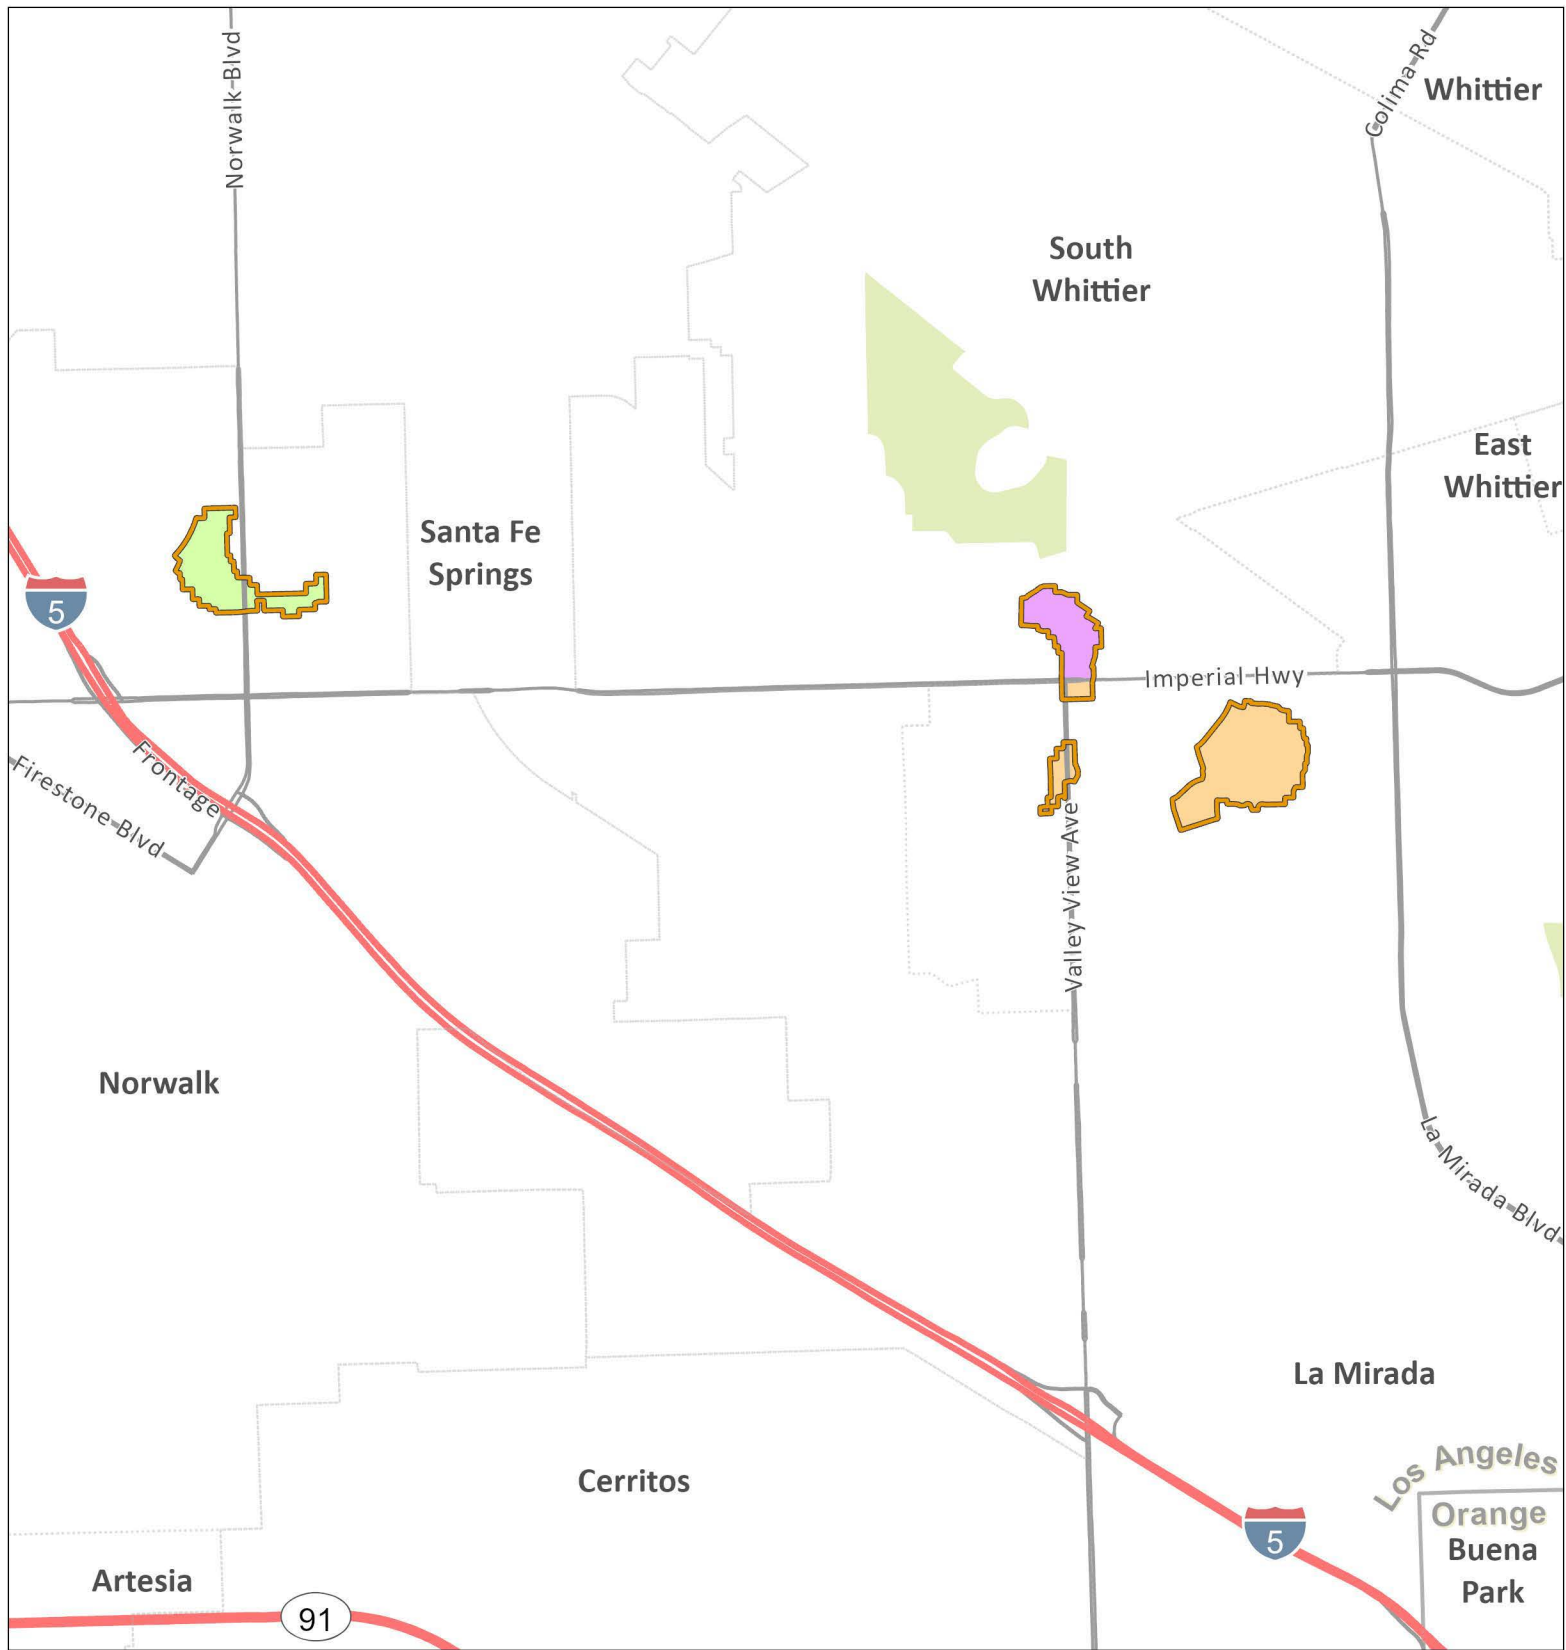 Norwalk Blvd
Colima Rd
Whittier
South
Whittier
East
Whittier
Santa Fe
Springs
5
Imperial Hwy
Frontage
Firestone Blvd
Valley View Ave
Norwalk
La Mirada Blvd
La Mirada
Los Angeles
Cerritos
Orange
5
Buena
Park
Artesia
91